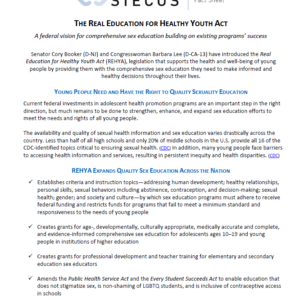 SIECUS
Fact Sheet
THE REAL EDUCATION FOR HEALTHY YOUTH ACT
A federal vision for comprehensive sex education building on existing programs' success
Senator Cory Booker (D-NJ) and Congresswoman Barbara Lee (D-CA-13) have introduced the Real
Education for Healthy Youth Act (REHYA), legislation that supports the health and well-being of young
people by providing them with the comprehensive sex education they need to make informed and
healthy decisions throughout their lives.
YOUNG PEOPLE NEED AND HAVE THE RIGHT TO QUALITY SEXUALITY EDUCATION
Current federal investments in adolescent health promotion programs are an important step in the right
direction, but much remains to be done to strengthen, enhance, and expand sex education efforts to
meet the needs and rights of all young people.
The availability and quality of sexual health information and sex education varies drastically across the
country. Less than half of all high schools and only 20% of middle schools in the U.S. provide all 16 of the
CDC-identified topics critical to ensuring sexual health. (CDC) In addition, many young people face barriers
to accessing health information and services, resulting in persistent inequity and health disparities. (CDC)
REHYA EXPANDS QUALITY SEX EDUCATION ACROSS THE NATION
✓ Establishes criteria and instruction topics—addressing human development; healthy relationships,
personal skills, sexual behaviors including abstinence, contraception, and decision-making; sexual
health; gender; and society and culture—by which sex education programs must adhere to receive
federal funding and restricts funds for programs that fail to meet a minimum standard and
responsiveness to the needs of young people
✓ Creates grants for age-, developmentally, culturally appropriate, medically accurate and complete,
and evidence-informed comprehensive sex education for adolescents ages 10–19 and young
people in institutions of higher education
✓ Creates grants for professional development and teacher training for elementary and secondary
education sex educators
✓ Amends the Public Health Service Act and the Every Student Succeeds Act to enable education that
does not stigmatize sex, is non-shaming of LGBTQ students, and is inclusive of contraceptive access
in schools